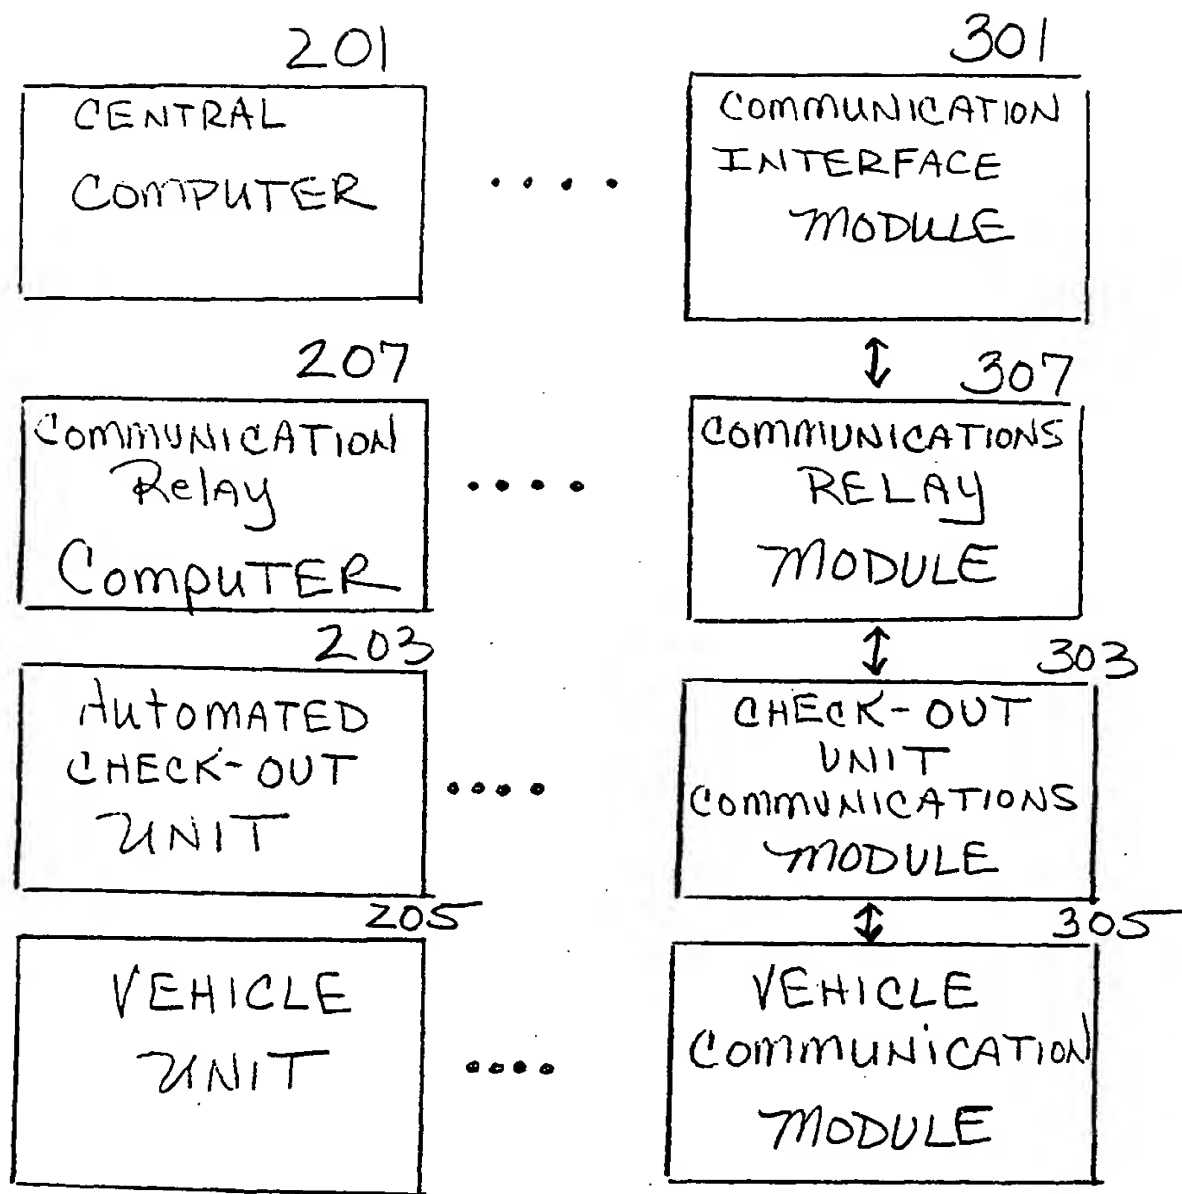 201
CENTRAL
COMPUTER
....
301
COMMUNICATION
INTERFACE
MODULE
207
COMMUNICATION
Relay
COMPUTER
....
307
COMMUNICATIONS
RELAY
MODULE
203
AUTOMATED
CHECK-OUT
UNIT
....
303
CHECK-OUT
UNIT
COMMUNICATIONS
MODULE
205
VEHICLE
UNIT
....
305
VEHICLE
COMMUNICATION
MODULE